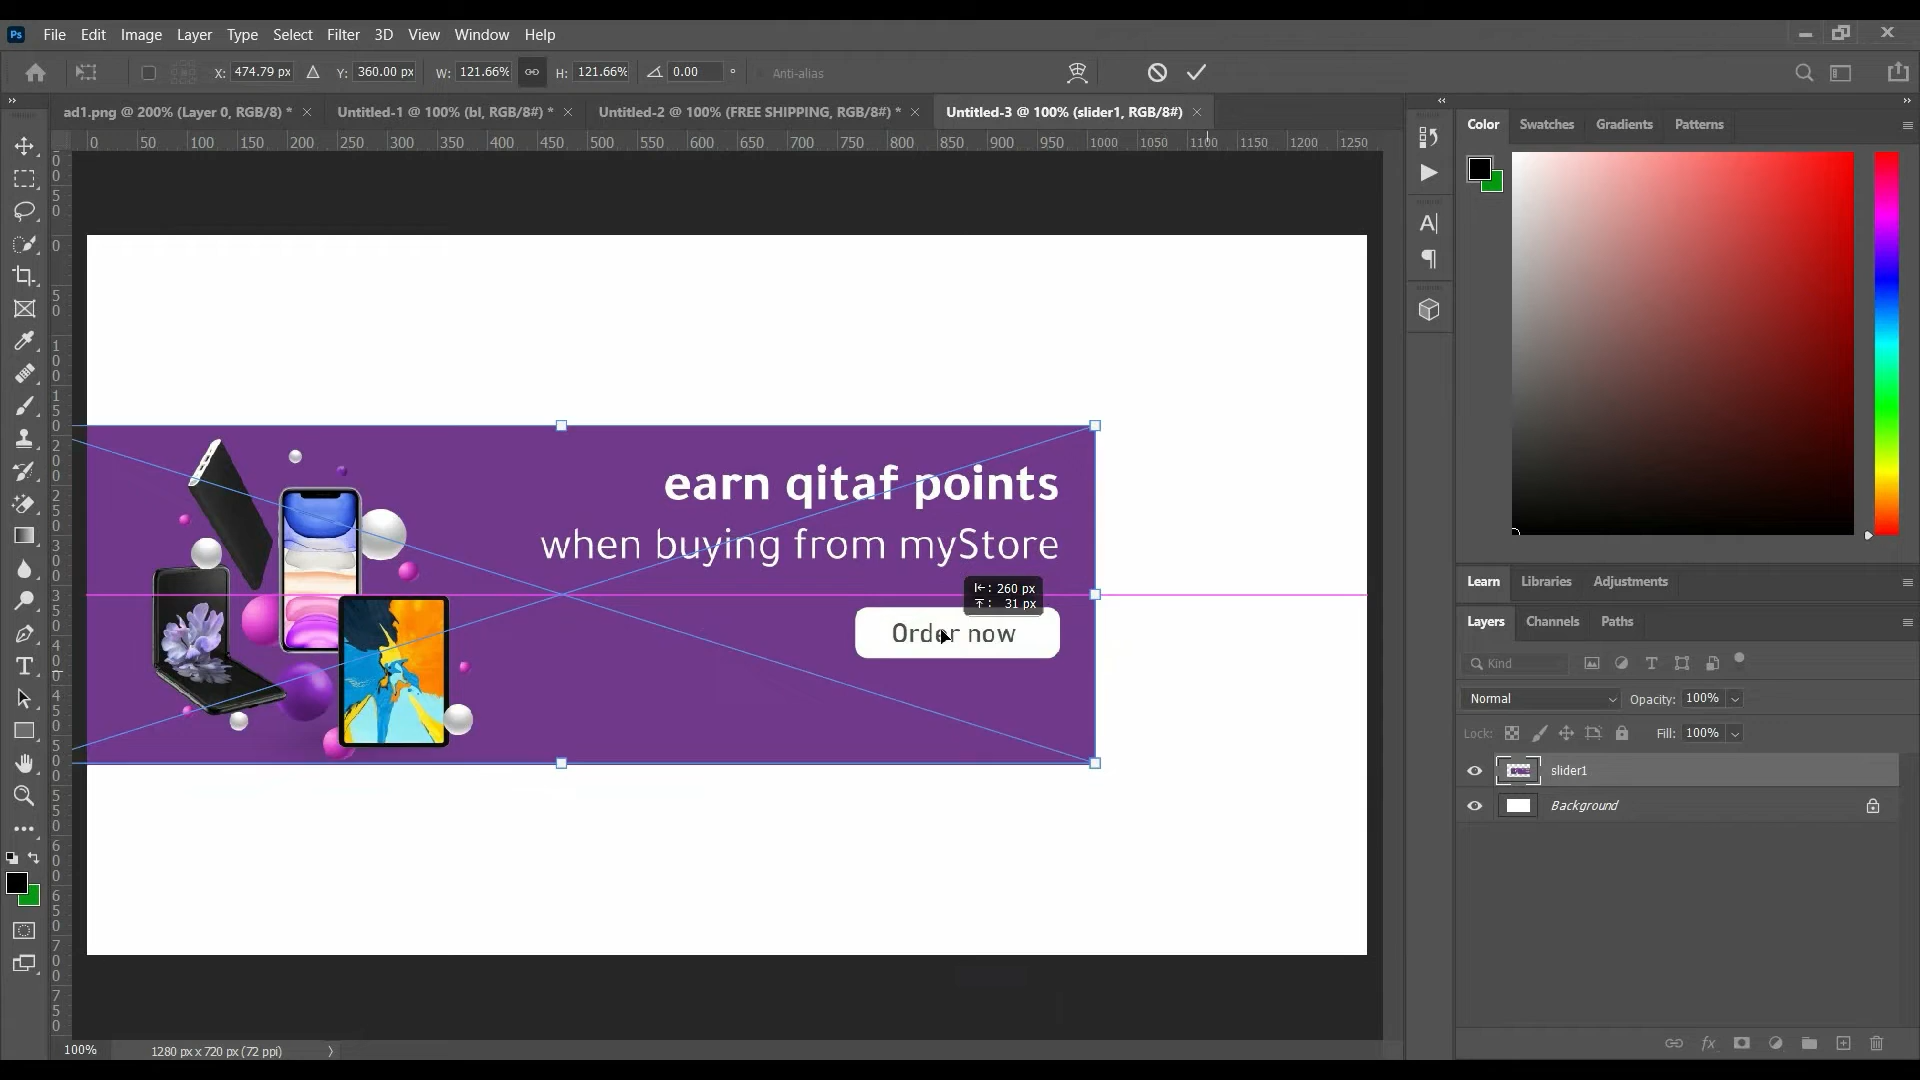 Ps File Edit Image Layer Type Select Filter 3D View Window Help
X: 474.79 px Y: 360.00 px W: 121.66% H: 121.66% 0.00 ° Anti-alias
ad1.png @ 200% (Layer 0, RGB/8) * Untitled-1 @ 100% (bl, RGB/8#) * Untitled-2 @ 100% (FREE SHIPPING, RGB/8#) * Untitled-3 @ 100% (slider1, RGB/8#)
0 50 100 150 200 250 300 350 400 450 500 550 600 650 700 750 800 850 900 950 1000 1050 1100 1150 1200 1250
earn qitaf points
when buying from myStore
260 px
31 px
Order now
100% 1280 px x 720 px (72 ppi)
Color Swatches Gradients Patterns
Learn Libraries Adjustments
Layers Channels Paths
Kind
Normal Opacity: 100%
Lock: Fill: 100%
slider1
Background